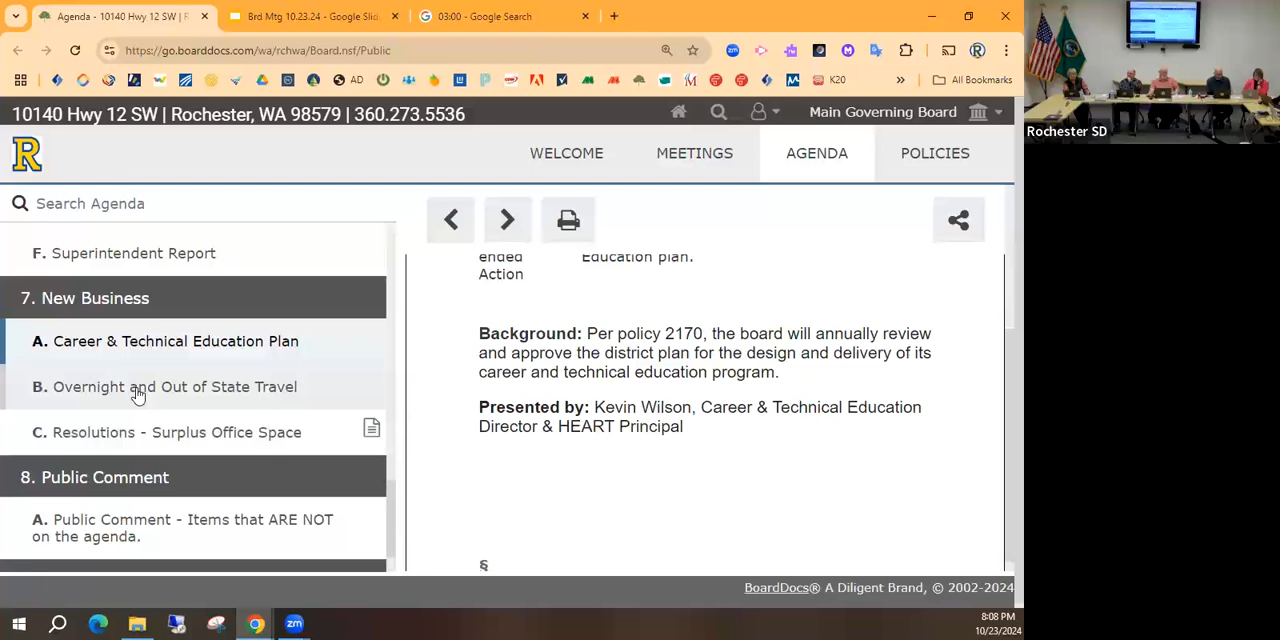 Agenda - 10140 Hwy 12 SW | R
Brd Mtg 10.23.24 - Google Slid
03:00 - Google Search
https://go.boarddocs.com/wa/rchwa/Board.nsf/Public
AD
K20
All Bookmarks
10140 Hwy 12 SW | Rochester, WA 98579 | 360.273.5536
Main Governing Board
R
WELCOME
MEETINGS
AGENDA
POLICIES
Search Agenda
F. Superintendent Report
7. New Business
A. Career & Technical Education Plan
B. Overnight and Out of State Travel
C. Resolutions - Surplus Office Space
8. Public Comment
A. Public Comment - Items that ARE NOT
on the agenda.
ended
Education plan.
Action
Background: Per policy 2170, the board will annually review
and approve the district plan for the design and delivery of its
career and technical education program.
Presented by: Kevin Wilson, Career & Technical Education
Director & HEART Principal
§
BoardDocs® A Diligent Brand, © 2002-2024
8:08 PM
10/23/2024
Rochester SD